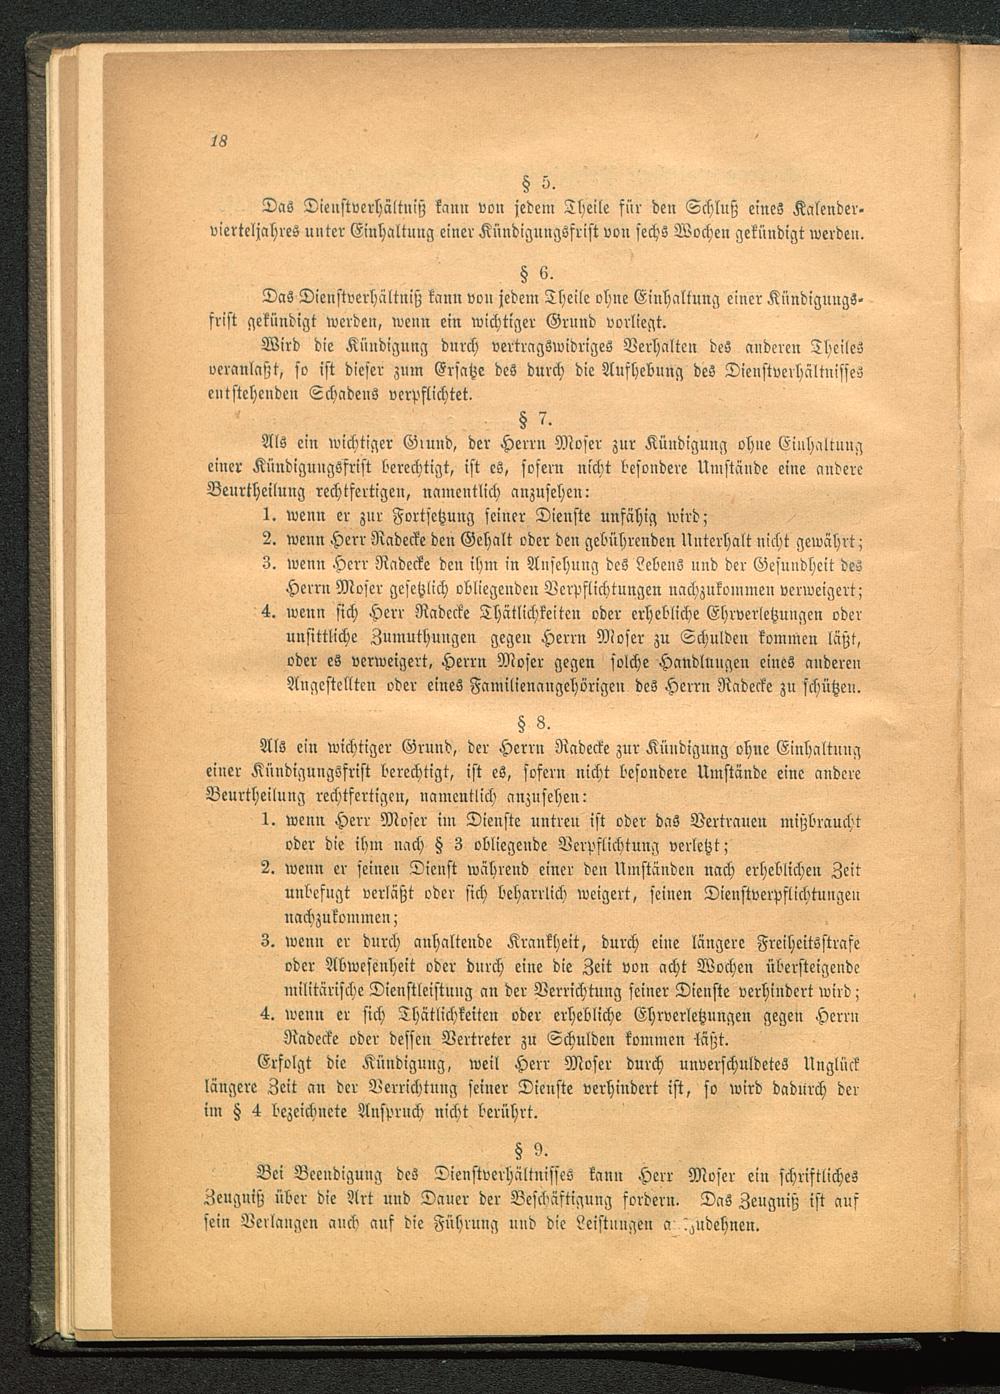 18
§ 5.
Das Dienstverhältniß kann von jedem Theile für den Schluß eines Kalender-
vierteljahres unter Einhaltung einer Kündigungsfrist von sechs Wochen gekündigt werden.
§ 6.
Das Dienstverhältniß kann von jedem Theile ohne Einhaltung einer Kündigungs-
frist gekündigt werden, wenn ein wichtiger Grund vorliegt.
Wird die Kündigung durch vertragswidriges Verhalten des anderen Theiles
veranlaßt, so ist dieser zum Ersatze des durch die Aufhebung des Dienstverhältnisses
entstehenden Schadens verpflichtet.
§ 7.
Als ein wichtiger Grund, der Herrn Moser zur Kündigung ohne Einhaltung
einer Kündigungsfrist berechtigt, ist es, sofern nicht besondere Umstände eine andere
Beurtheilung rechtfertigen, namentlich anzusehen:
1. wenn er zur Fortsetzung seiner Dienste unfähig wird;
2. wenn Herr Radecke den Gehalt oder den gebührenden Unterhalt nicht gewährt;
3. wenn Herr Radecke den ihm in Ansehung des Lebens und der Gesundheit des
Herrn Moser gesetzlich obliegenden Verpflichtungen nachzukommen verweigert;
4. wenn sich Herr Radecke Thätlichkeiten oder erhebliche Ehrverletzungen oder
unsittliche Zumuthungen gegen Herrn Moser zu Schulden kommen läßt,
oder es verweigert, Herrn Moser gegen solche Handlungen eines anderen
Angestellten oder eines Familienangehörigen des Herrn Radecke zu schützen.
§ 8.
Als ein wichtiger Grund, der Herrn Radecke zur Kündigung ohne Einhaltung
einer Kündigungsfrist berechtigt, ist es, sofern nicht besondere Umstände eine andere
Beurtheilung rechtfertigen, namentlich anzusehen:
1. wenn Herr Moser im Dienste untreu ist oder das Vertrauen mißbraucht
oder die ihm nach § 3 obliegende Verpflichtung verletzt;
2. wenn er seinen Dienst während einer den Umständen nach erheblichen Zeit
unbefugt verläßt oder sich beharrlich weigert, seinen Dienstverpflichtungen
nachzukommen;
3. wenn er durch anhaltende Krankheit, durch eine längere Freiheitsstrafe
oder Abwesenheit oder durch eine die Zeit von acht Wochen übersteigende
militärische Dienstleistung an der Verrichtung seiner Dienste verhindert wird;
4. wenn er sich Thätlichkeiten oder erhebliche Ehrverletzungen gegen Herrn
Radecke oder dessen Vertreter zu Schulden kommen läßt.
Erfolgt die Kündigung, weil Herr Moser durch unverschuldetes Unglück
längere Zeit an der Verrichtung seiner Dienste verhindert ist, so wird dadurch der
im § 4 bezeichnete Anspruch nicht berührt.
§ 9.
Bei Beendigung des Dienstverhältnisses kann Herr Moser ein schriftliches
Zeugniß über die Art und Dauer der Beschäftigung fordern. Das Zeugniß ist auf
sein Verlangen auch auf die Führung und die Leistungen